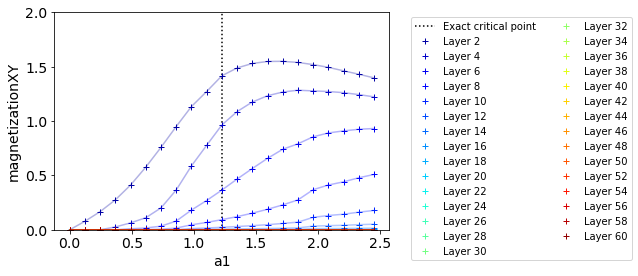 2.0
1.5
1.0
0.5
0.0
magnetizationXY
0.0 0.5 1.0 1.5 2.0 2.5
a1
Exact critical point
Layer 2
Layer 4
Layer 6
Layer 8
Layer 10
Layer 12
Layer 14
Layer 16
Layer 18
Layer 20
Layer 22
Layer 24
Layer 26
Layer 28
Layer 30
Layer 32
Layer 34
Layer 36
Layer 38
Layer 40
Layer 42
Layer 44
Layer 46
Layer 48
Layer 50
Layer 52
Layer 54
Layer 56
Layer 58
Layer 60